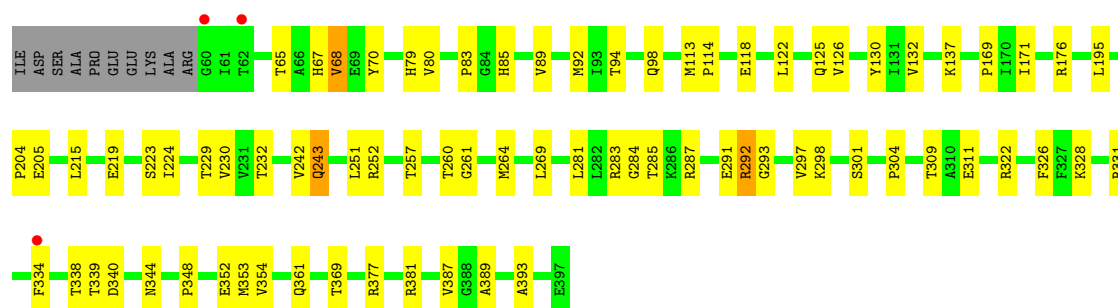 ILE ASP SER ALA PRO GLU GLU LYS ALA ARG G60 I61 T62 T65 A66 H67 V68 E69 Y70 H79 V80 P83 G84 H85 V89 M92 I93 T94 Q98 M113 P114 E118 L122 Q125 V126 Y130 I131 V132 K137 P169 I170 I171 R176 L195
P204 E205 L215 E219 S223 I224 T229 V230 V231 T232 V242 Q243 L251 R252 T257 T260 G261 M264 L269 L281 L282 R283 G284 T285 K286 R287 E291 R292 G293 V297 K298 S301 P304 T309 A310 E311 R322 F326 F327 K328
F334 T338 T339 D340 N344 P348 E352 M353 V354 Q361 T369 R377 R381 V387 G388 A389 A393 E397